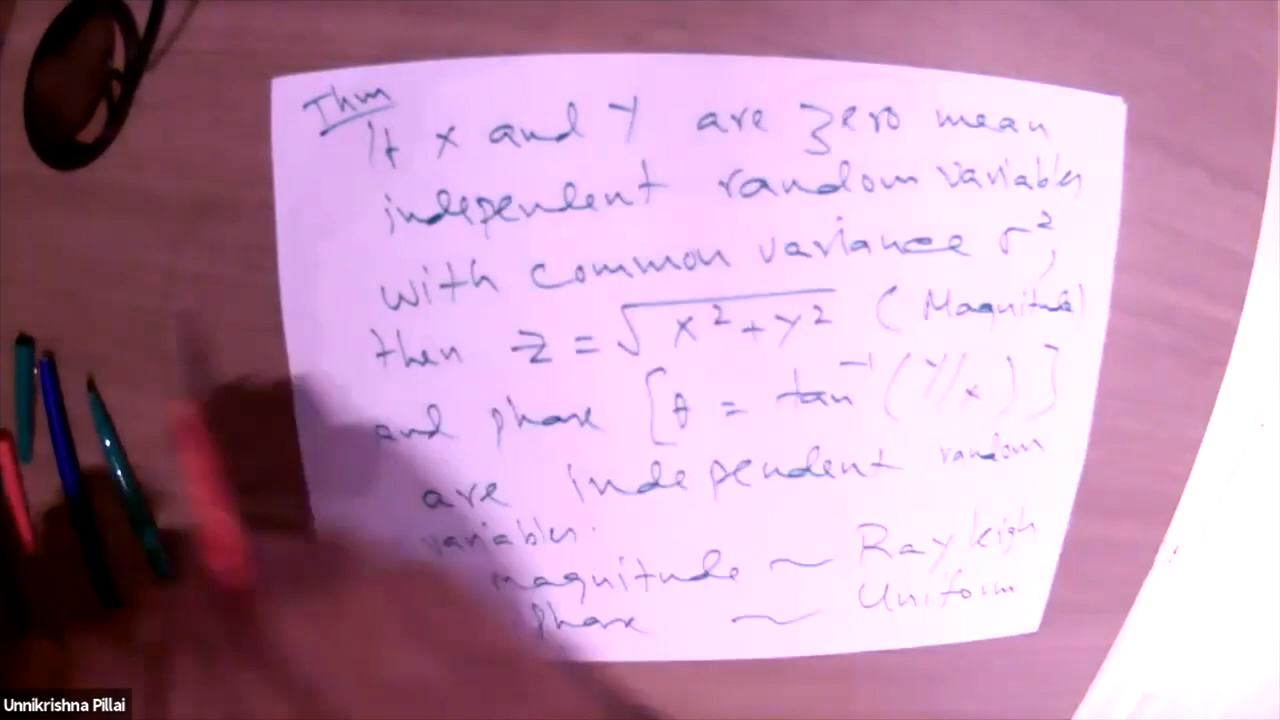 Thm
If x and y are zero mean
independent random variables
with common variance σ²,
then z = √x²+y² (Magnitude)
and phase [θ = tan⁻¹(y/x)]
are independent random
variables.
magnitude ~ Rayleigh
phase ~ Uniform
Unnikrishna Pillai